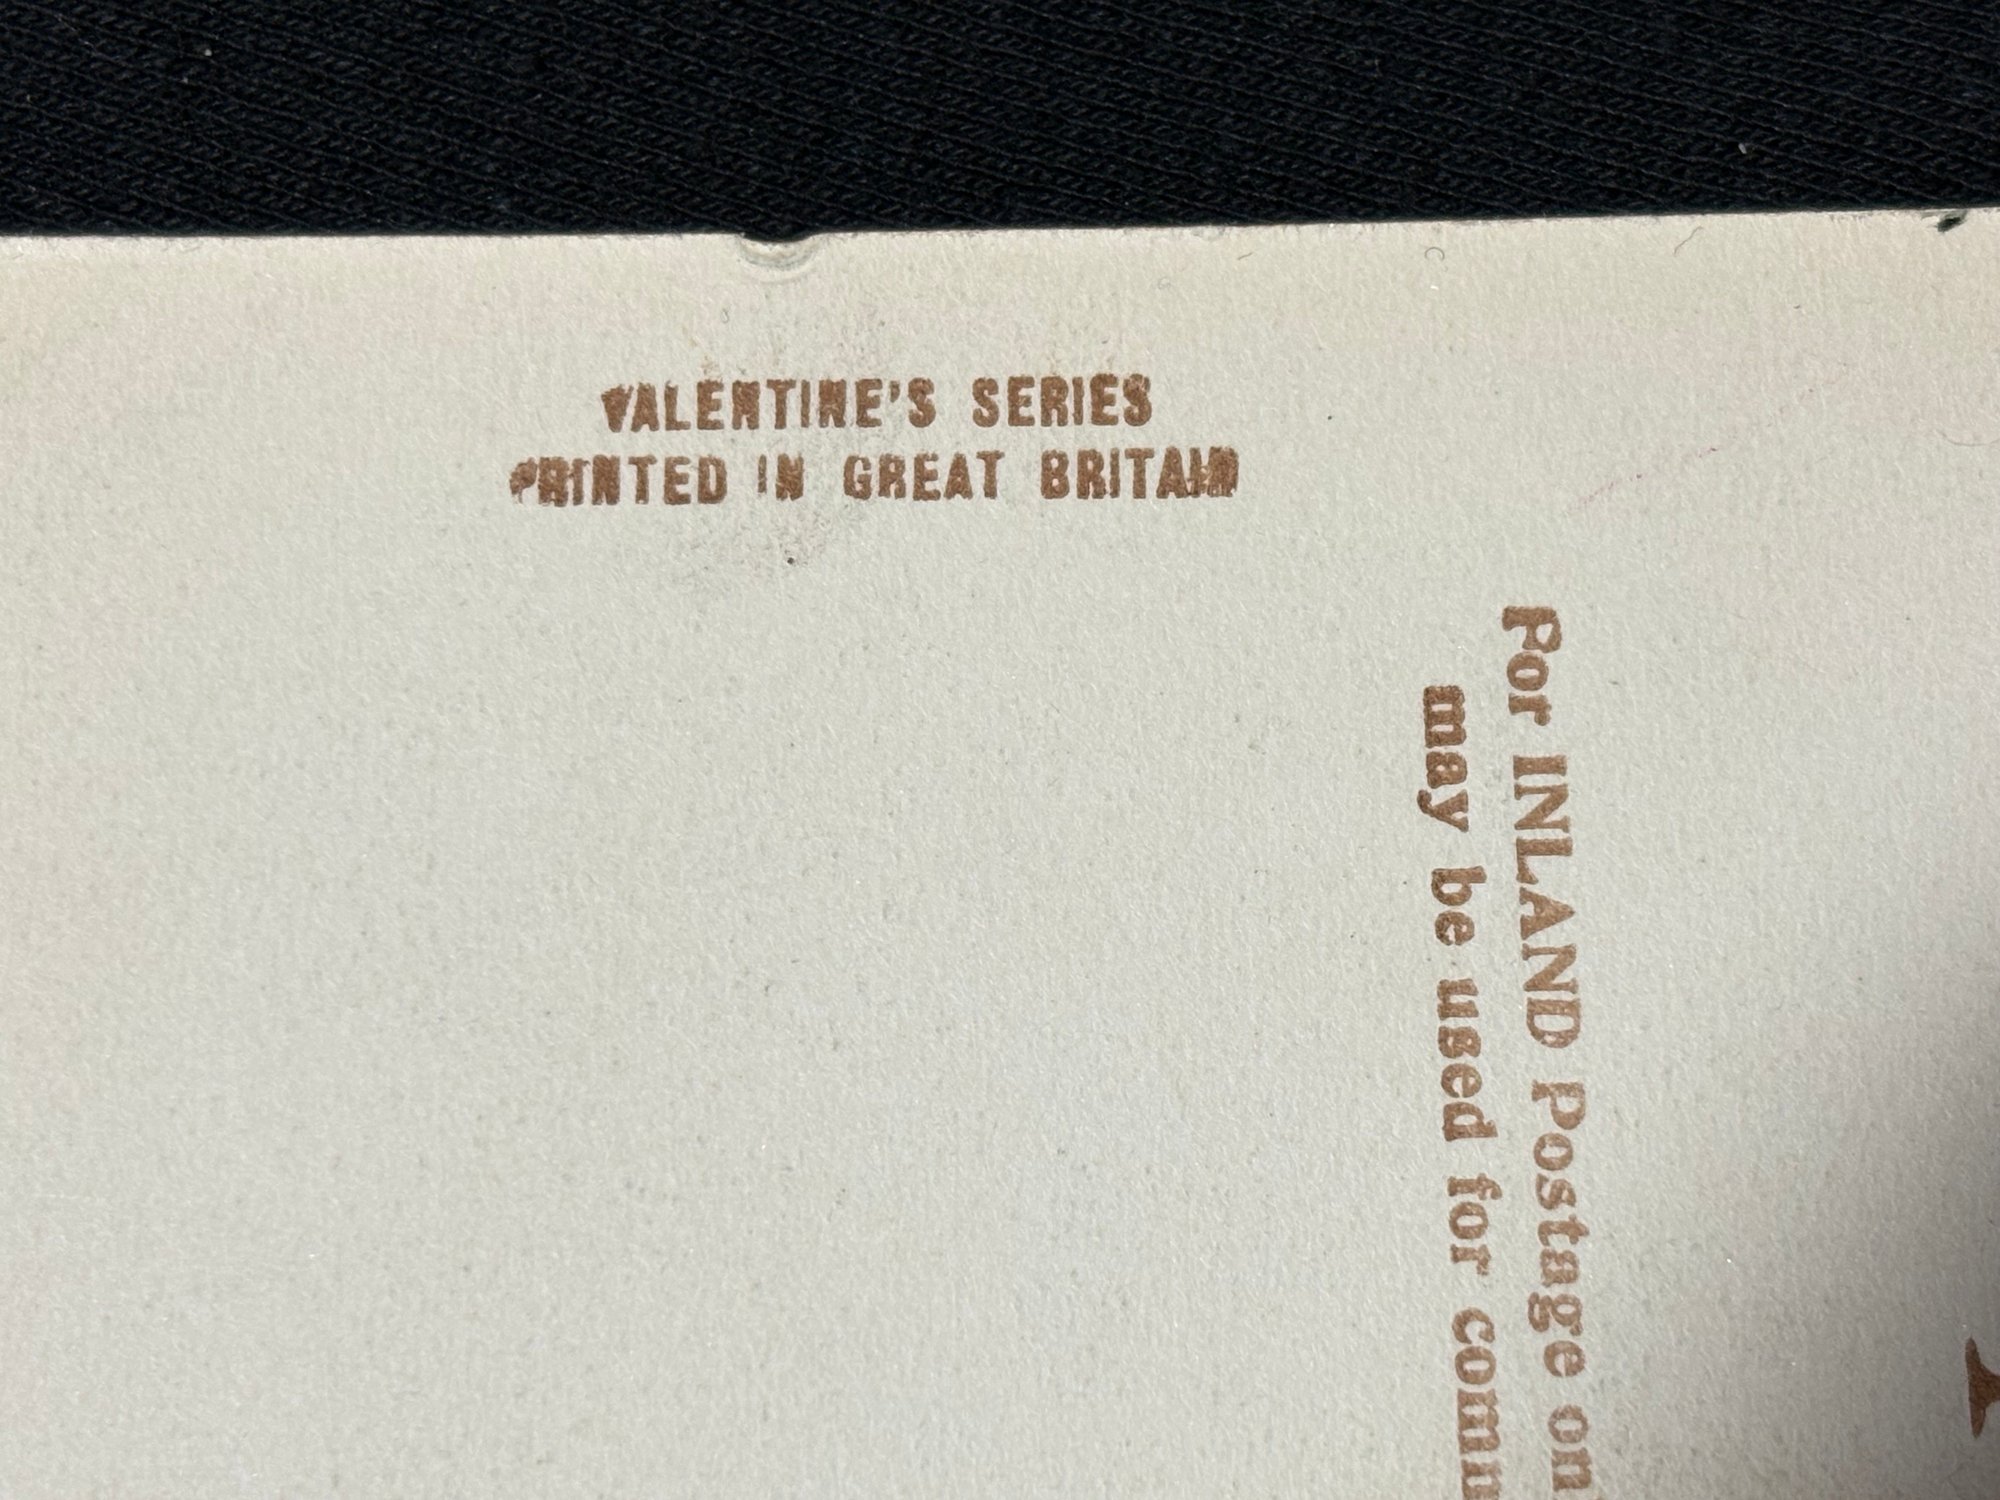 VALENTINE'S SERIES
PRINTED IN GREAT BRITAIN
For INLAND Postage on
may be used for comm